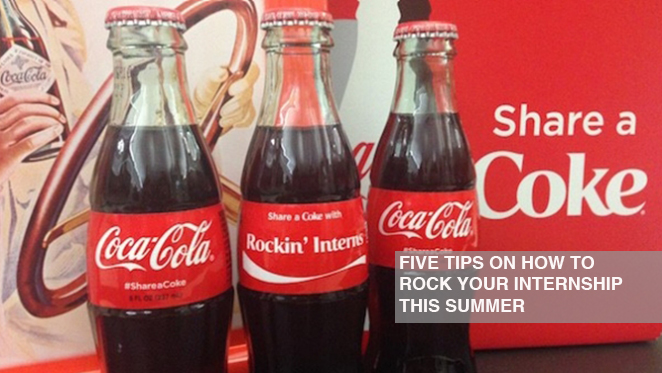 Coca-Cola
Share a
Coke
Coca-Cola
#ShareaCoke
Share a Coke with
Rockin' Interns
Coca-Cola
#ShareaCoke
FIVE TIPS ON HOW TO
ROCK YOUR INTERNSHIP
THIS SUMMER